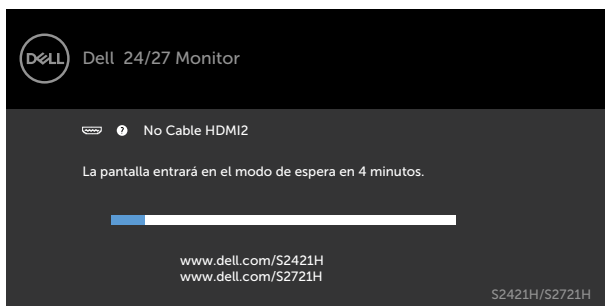 DELL
Dell 24/27 Monitor
? No Cable HDMI2
La pantalla entrará en el modo de espera en 4 minutos.
www.dell.com/S2421H
www.dell.com/S2721H
S2421H/S2721H